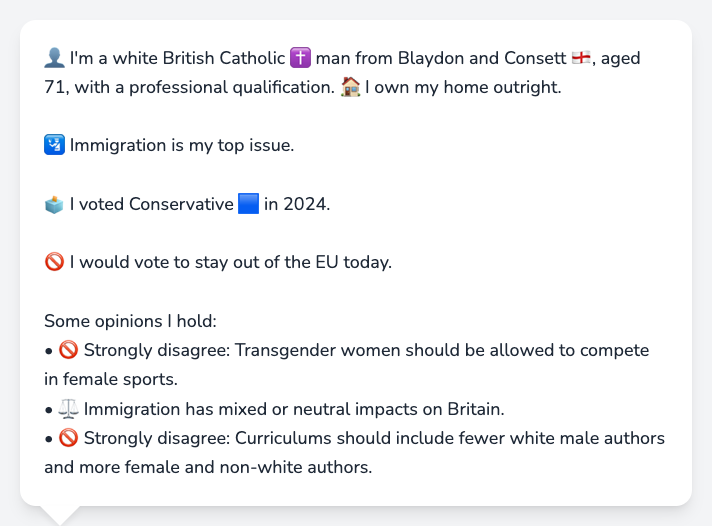 👤 I'm a white British Catholic ✝️ man from Blaydon and Consett 🏴󠁧󠁢󠁥󠁮󠁧󠁿, aged
71, with a professional qualification. 🏠 I own my home outright.
🛂 Immigration is my top issue.
🗳️ I voted Conservative 🟦 in 2024.
🚫 I would vote to stay out of the EU today.
Some opinions I hold:
• 🚫 Strongly disagree: Transgender women should be allowed to compete
in female sports.
• ⚖️ Immigration has mixed or neutral impacts on Britain.
• 🚫 Strongly disagree: Curriculums should include fewer white male authors
and more female and non-white authors.